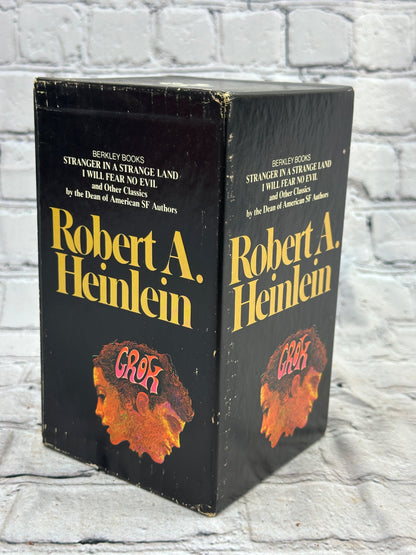 BERKLEY BOOKS
STRANGER IN A STRANGE LAND
I WILL FEAR NO EVIL
and Other Classics
by the Dean of American SF Authors
Robert A.
Heinlein
GROK
BERKLEY BOOKS
STRANGER IN A STRANGE LAND
I WILL FEAR NO EVIL
and Other Classics
by the Dean of American SF Authors
Robert A.
Heinlein
GROK